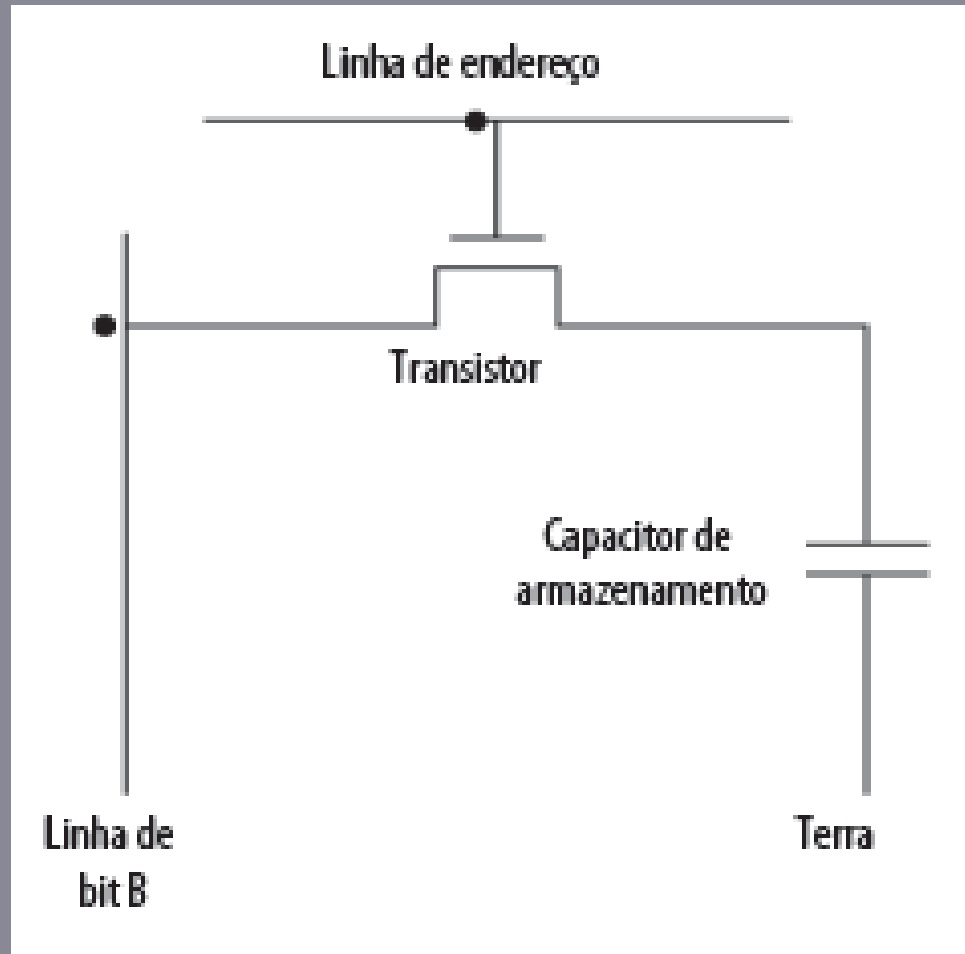 Linha de endereço
Transistor
Capacitor de
armazenamento
Linha de
bit B
Terra